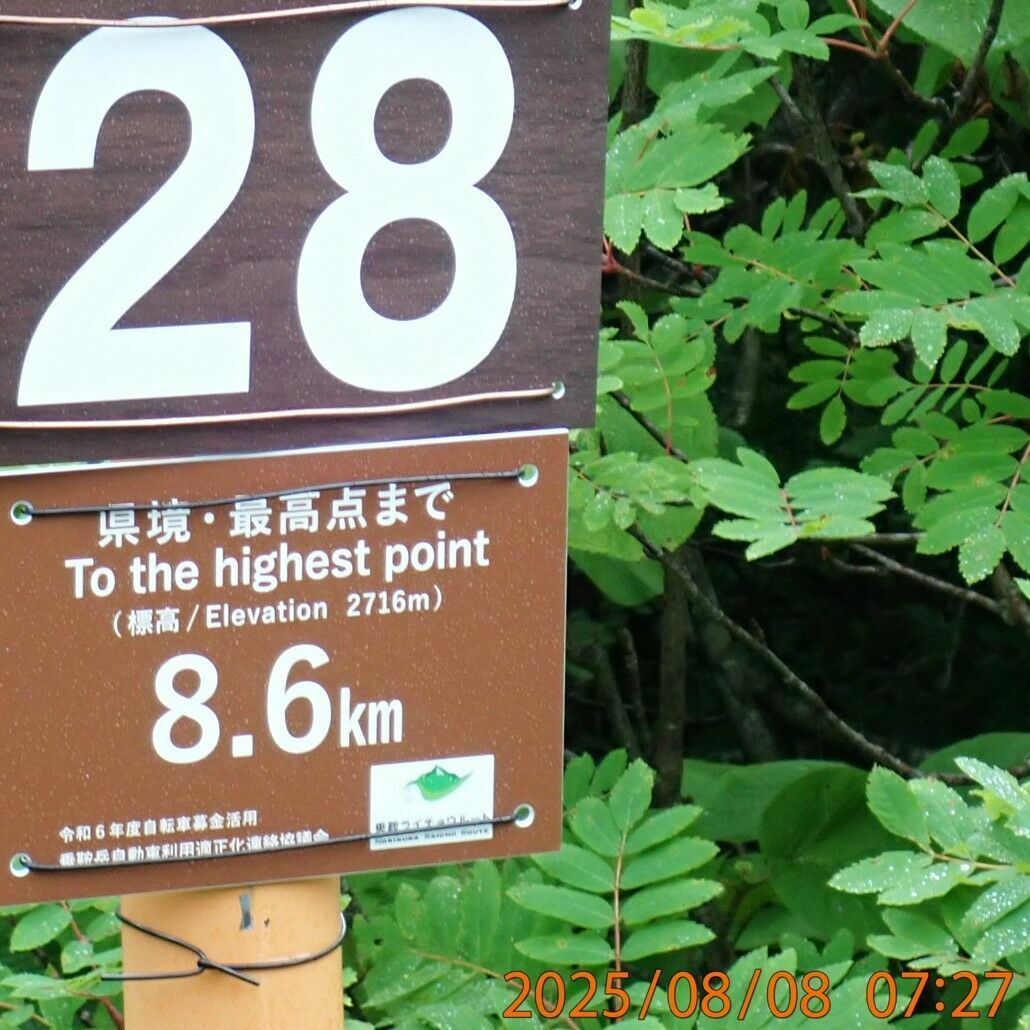 28
県境・最高点まで
To the highest point
(標高/Elevation 2716m)
8.6km
令和6年度自転車募金活用
乗鞍岳自動車利用適正化連絡協議会
乗鞍ライチョウルート
NORIKURA RAICHO ROUTE
2025/08/08 07:27